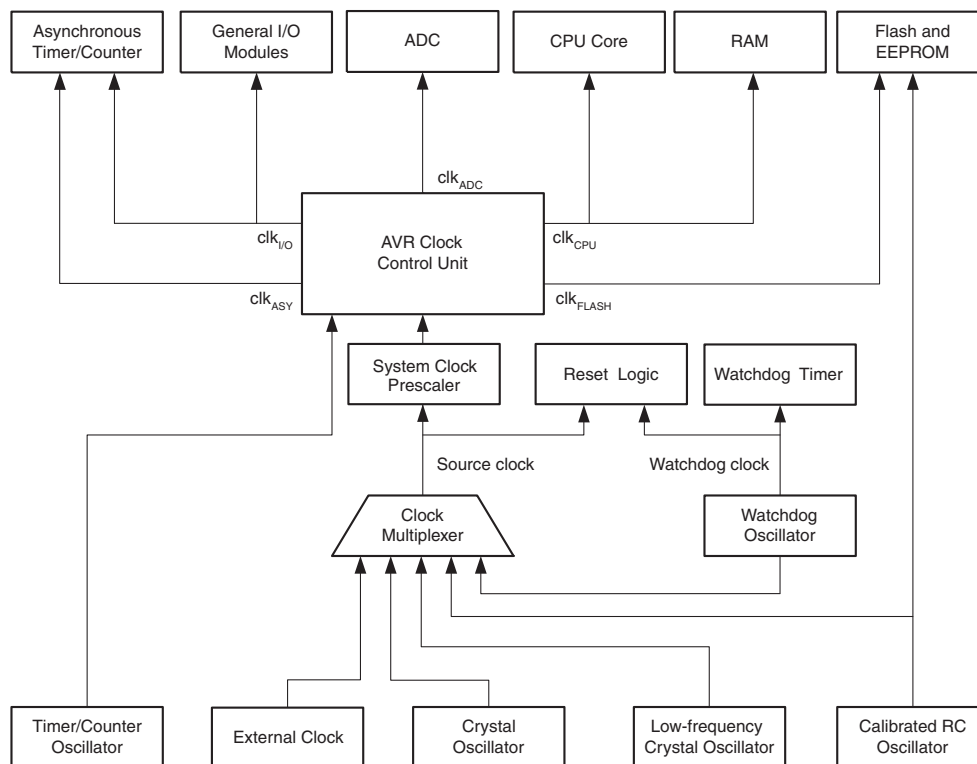 Asynchronous
Timer/Counter
General I/O
Modules
ADC
CPU Core
RAM
Flash and
EEPROM
clkADC
clkI/O
AVR Clock
Control Unit
clkCPU
clkASY
clkFLASH
System Clock
Prescaler
Reset Logic
Watchdog Timer
Source clock
Watchdog clock
Clock
Multiplexer
Watchdog
Oscillator
Timer/Counter
Oscillator
External Clock
Crystal
Oscillator
Low-frequency
Crystal Oscillator
Calibrated RC
Oscillator